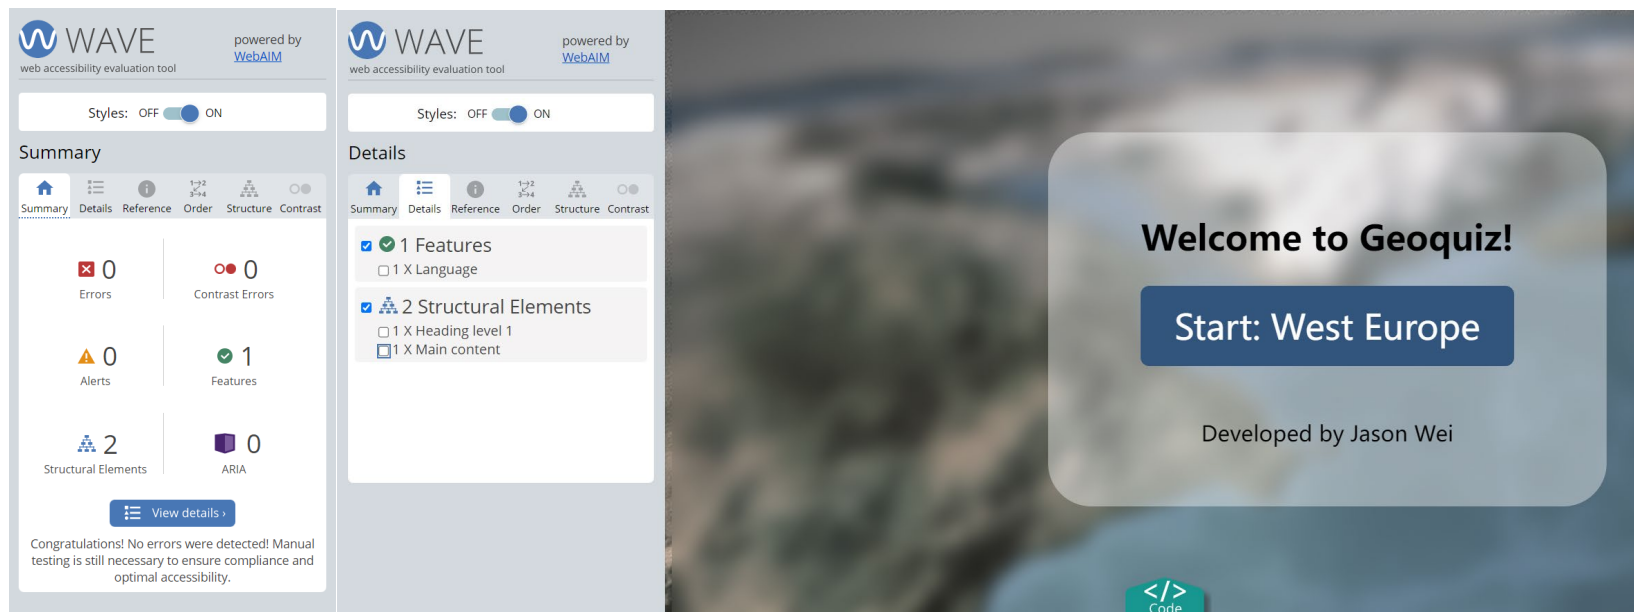 WAVE
powered by
WebAIM
web accessibility evaluation tool
Styles: OFF ON
Summary
Summary Details Reference Order Structure Contrast
0
Errors
0
Contrast Errors
0
Alerts
1
Features
2
Structural Elements
0
ARIA
View details ›
Congratulations! No errors were detected! Manual
testing is still necessary to ensure compliance and
optimal accessibility.
WAVE
powered by
WebAIM
web accessibility evaluation tool
Styles: OFF ON
Details
Summary Details Reference Order Structure Contrast
1 Features
1 X Language
2 Structural Elements
1 X Heading level 1
1 X Main content
Welcome to Geoquiz!
Start: West Europe
Developed by Jason Wei
</>
Code